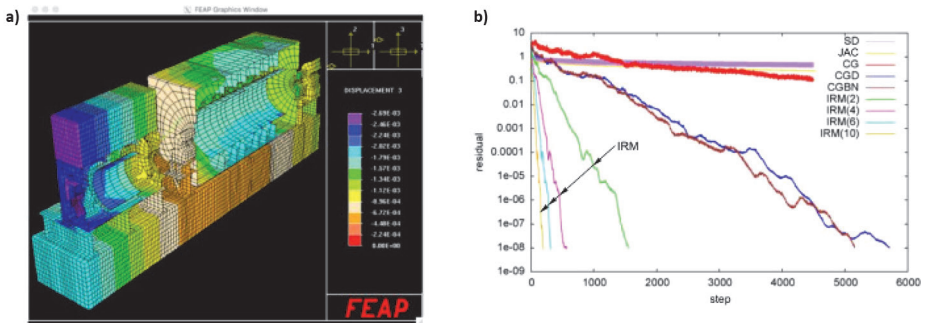 a)
FEAP Graphics Window
2
3
1
DISPLACEMENT 3
-2.69E-03
-2.46E-03
-2.24E-03
-2.02E-03
-1.79E-03
-1.57E-03
-1.34E-03
-1.12E-03
-8.96E-04
-6.72E-04
-4.48E-04
-2.24E-04
0.00E+00
FEAP
b)
10
1
0.1
0.01
0.001
0.0001
1e-05
1e-06
1e-07
1e-08
1e-09
residual
0
1000
2000
3000
4000
5000
6000
step
SD
JAC
CG
CGD
CGBN
IRM(2)
IRM(4)
IRM(6)
IRM(10)
IRM